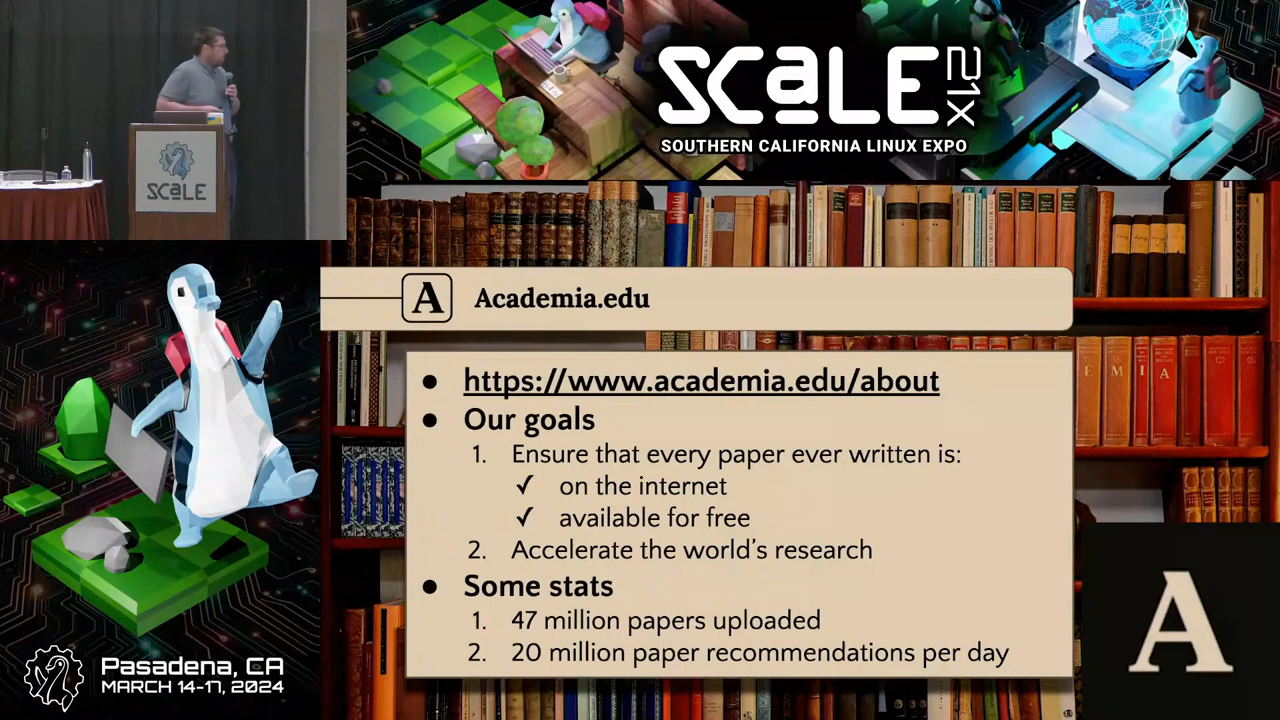 SCaLE 21x
SOUTHERN CALIFORNIA LINUX EXPO
SCaLE
A Academia.edu
● https://www.academia.edu/about
● Our goals
1. Ensure that every paper ever written is:
✓ on the internet
✓ available for free
2. Accelerate the world's research
● Some stats
1. 47 million papers uploaded
2. 20 million paper recommendations per day
E M I A
A
Pasadena, CA
MARCH 14-17, 2024